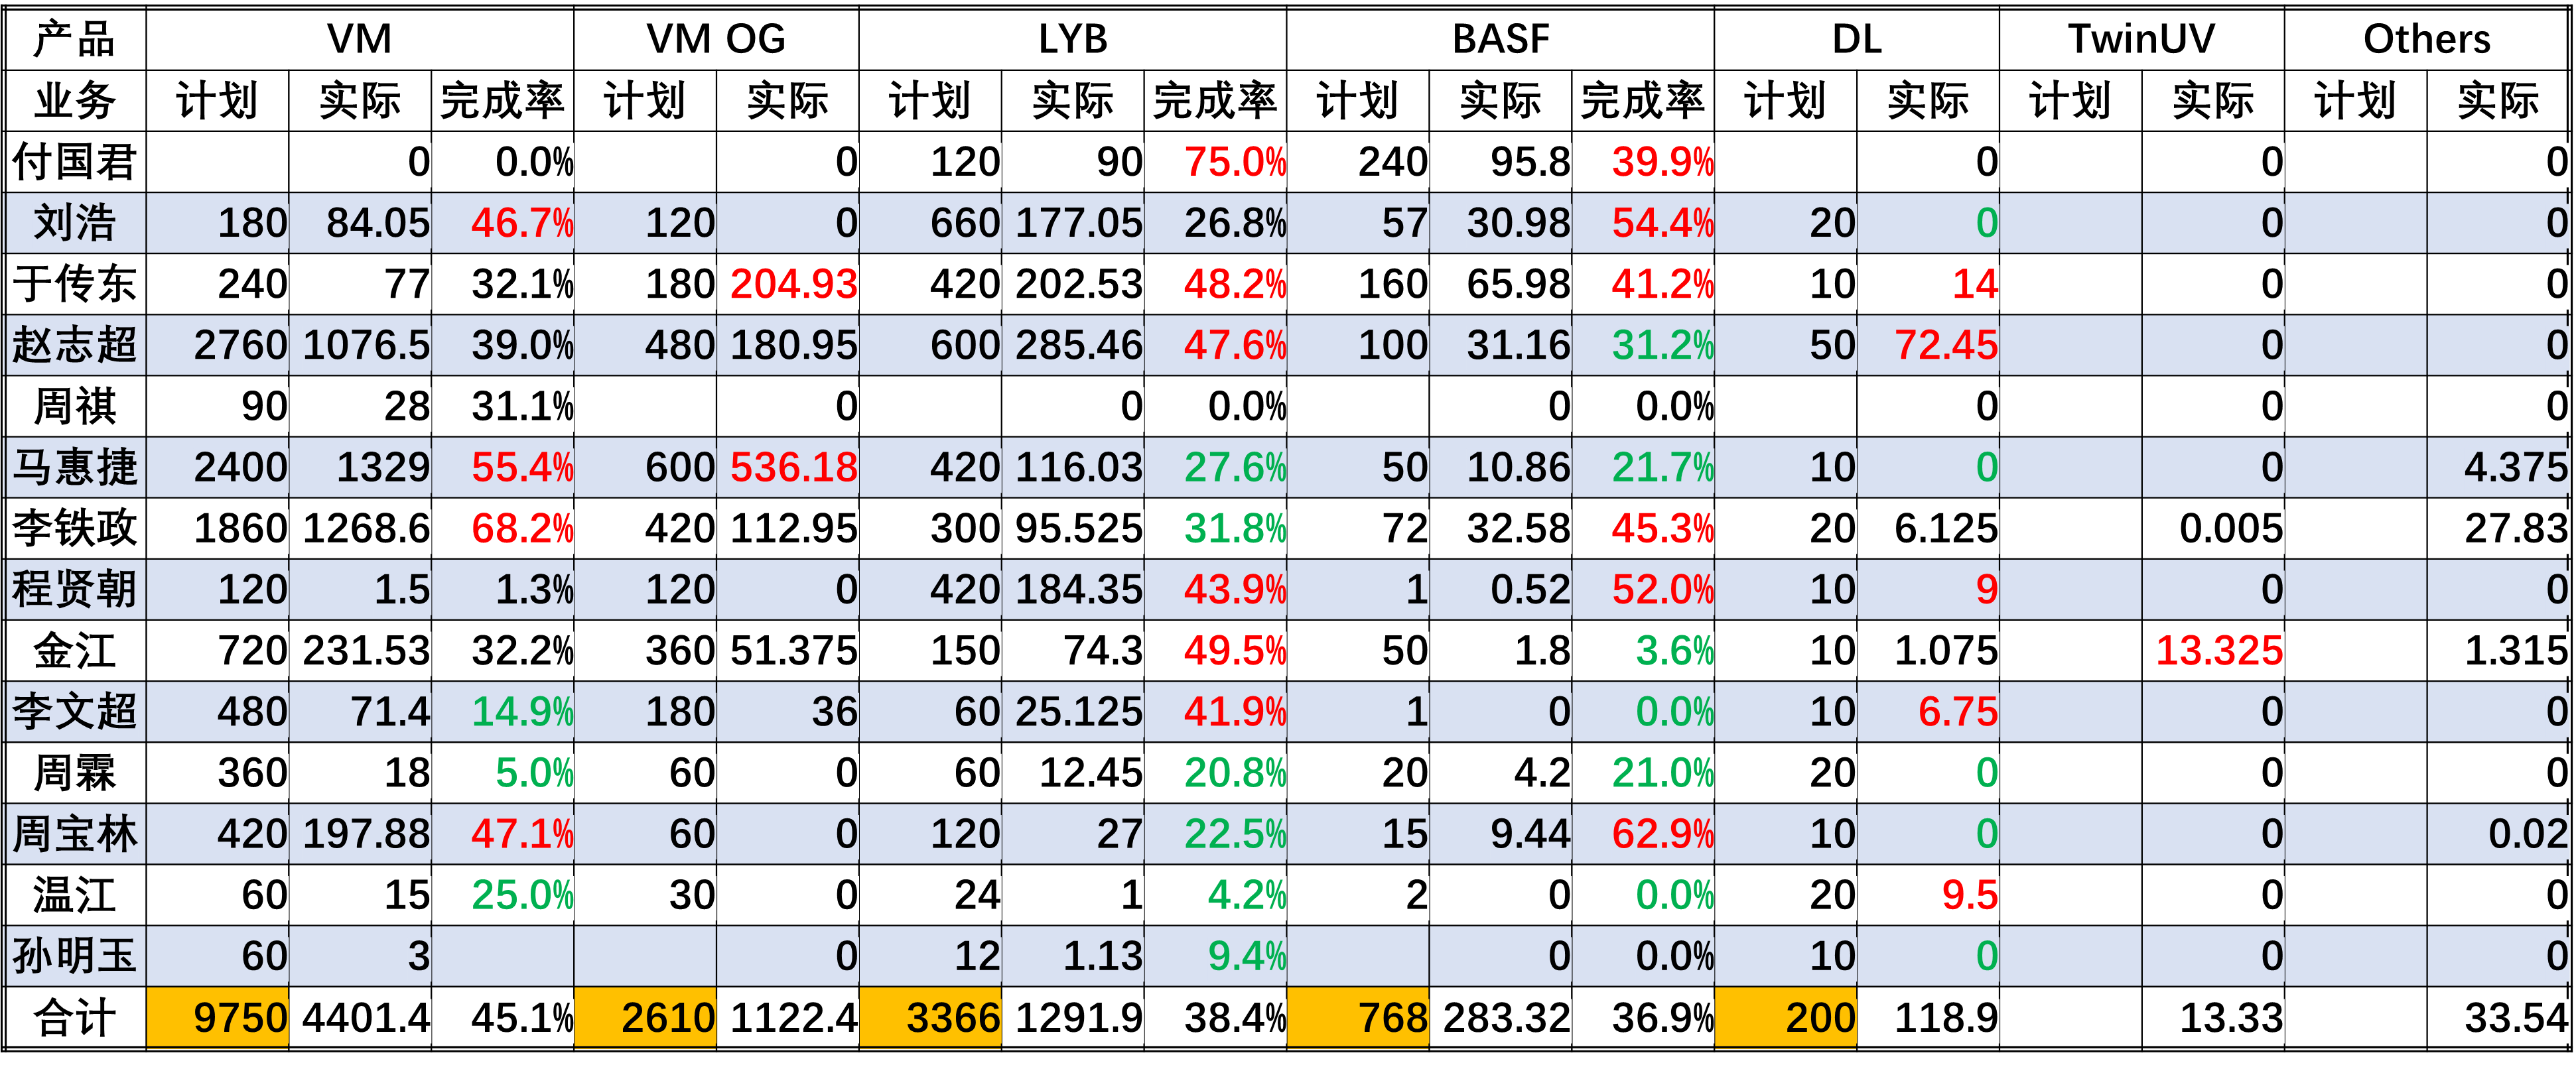 产品 VM VM OG LYB BASF DL TwinUV Others
业务 计划 实际 完成率 计划 实际 计划 实际 完成率 计划 实际 完成率 计划 实际 计划 实际 计划 实际
付国君 0 0.0% 0 120 90 75.0% 240 95.8 39.9% 0 0 0
刘浩 180 84.05 46.7% 120 0 660 177.05 26.8% 57 30.98 54.4% 20 0 0 0
于传东 240 77 32.1% 180 204.93 420 202.53 48.2% 160 65.98 41.2% 10 14 0 0
赵志超 2760 1076.5 39.0% 480 180.95 600 285.46 47.6% 100 31.16 31.2% 50 72.45 0 0
周祺 90 28 31.1% 0 0 0.0% 0 0.0% 0 0 0
马惠捷 2400 1329 55.4% 600 536.18 420 116.03 27.6% 50 10.86 21.7% 10 0 0 4.375
李铁政 1860 1268.6 68.2% 420 112.95 300 95.525 31.8% 72 32.58 45.3% 20 6.125 0.005 27.83
程贤朝 120 1.5 1.3% 120 0 420 184.35 43.9% 1 0.52 52.0% 10 9 0 0
金江 720 231.53 32.2% 360 51.375 150 74.3 49.5% 50 1.8 3.6% 10 1.075 13.325 1.315
李文超 480 71.4 14.9% 180 36 60 25.125 41.9% 1 0 0.0% 10 6.75 0 0
周霖 360 18 5.0% 60 0 60 12.45 20.8% 20 4.2 21.0% 20 0 0 0
周宝林 420 197.88 47.1% 60 0 120 27 22.5% 15 9.44 62.9% 10 0 0 0.02
温江 60 15 25.0% 30 0 24 1 4.2% 2 0 0.0% 20 9.5 0 0
孙明玉 60 3 0 12 1.13 9.4% 0 0.0% 10 0 0 0
合计 9750 4401.4 45.1% 2610 1122.4 3366 1291.9 38.4% 768 283.32 36.9% 200 118.9 13.33 33.54